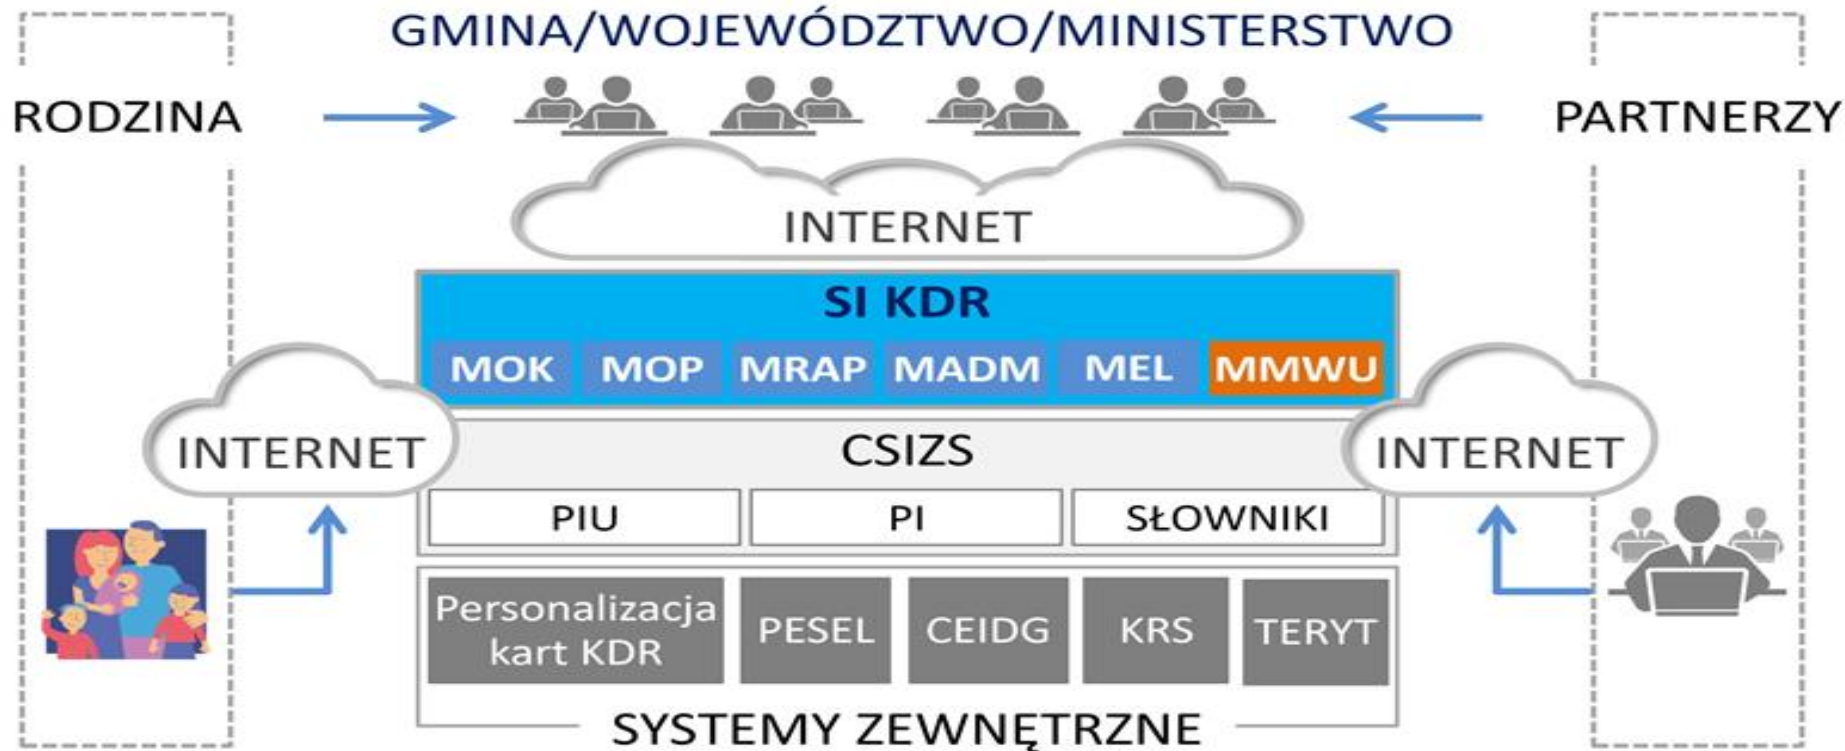 GMINA/WOJEWÓDZTWO/MINISTERSTWO
RODZINA
PARTNERZY
INTERNET
SI KDR
MOK MOP MRAP MADM MEL MMWU
INTERNET
CSIZS
INTERNET
PIU PI SŁOWNIKI
Personalizacja
kart KDR
PESEL CEIDG KRS TERYT
SYSTEMY ZEWNĘTRZNE